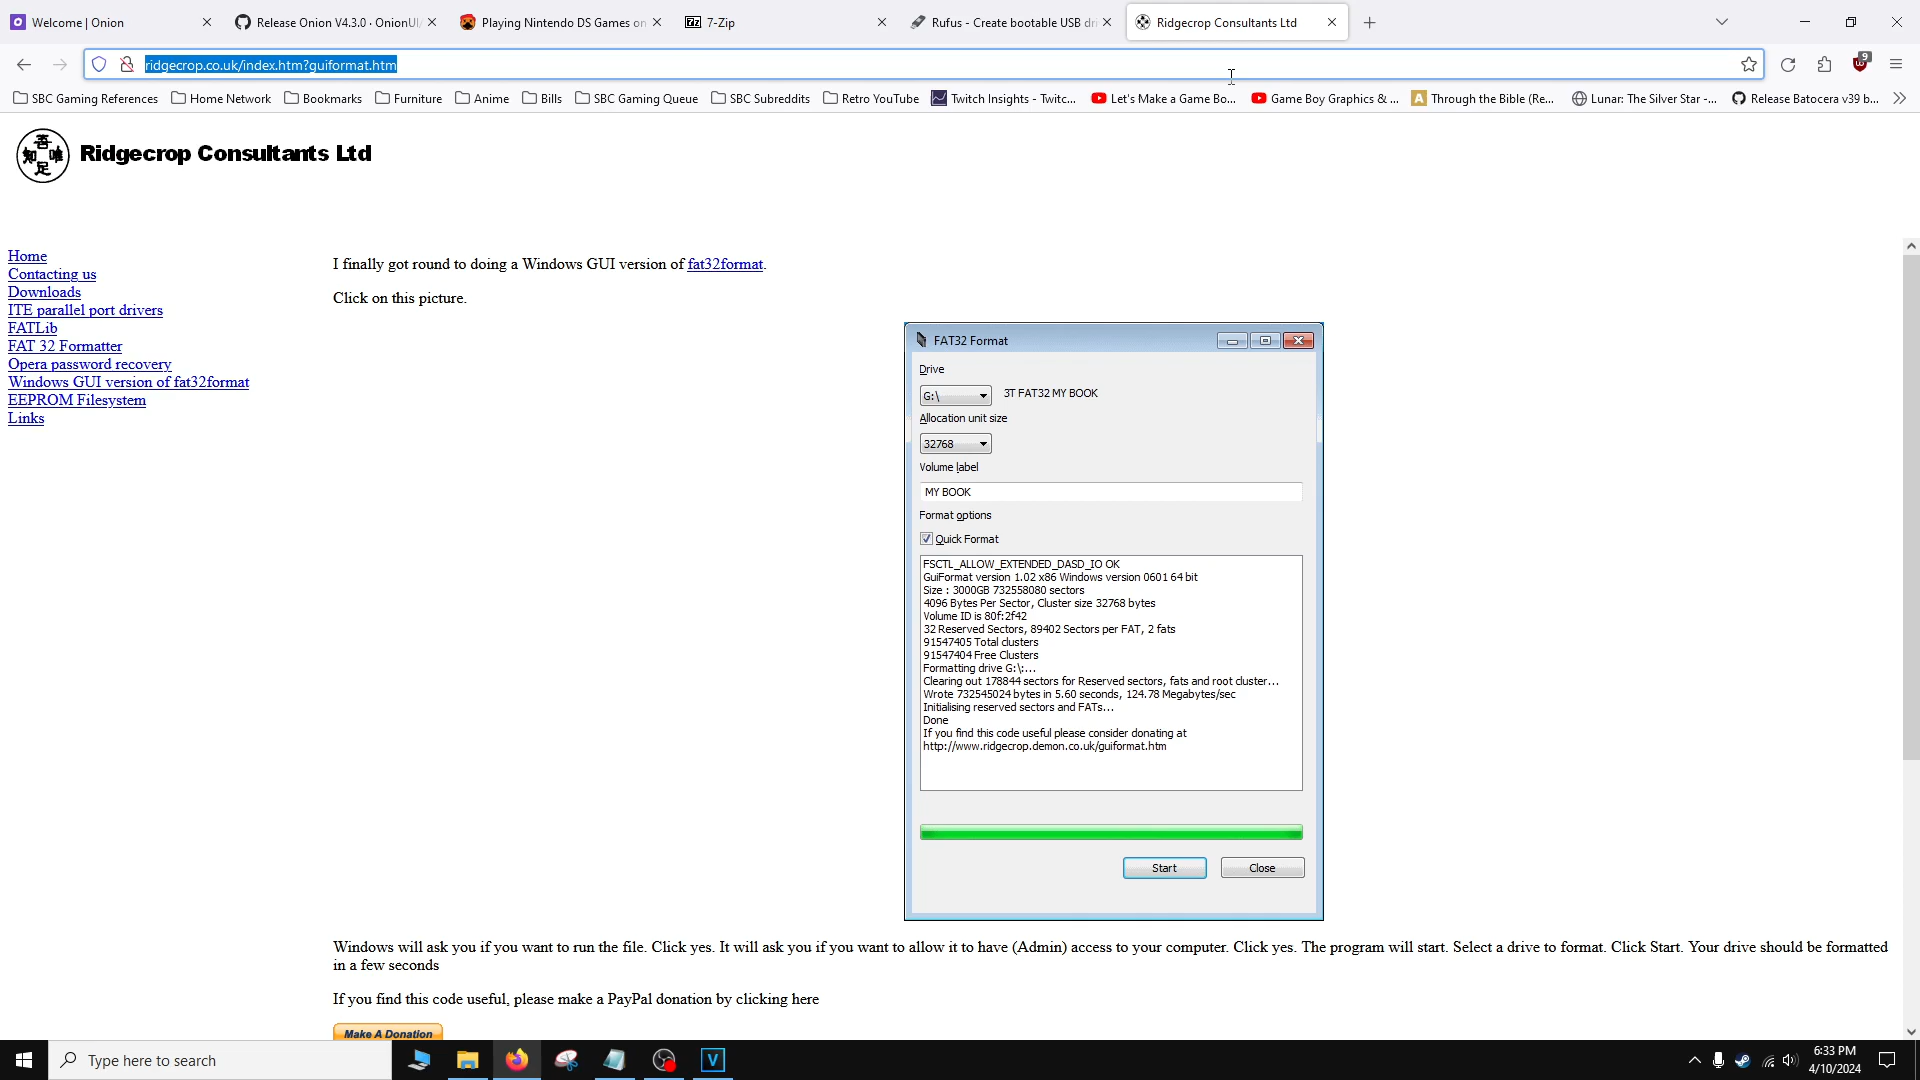 Welcome | Onion
Release Onion V4.3.0 · OnionUI/
Playing Nintendo DS Games on
7-Zip
Rufus - Create bootable USB dri
Ridgecrop Consultants Ltd
ridgecrop.co.uk/index.htm?guiformat.htm
9
SBC Gaming References
Home Network
Bookmarks
Furniture
Anime
Bills
SBC Gaming Queue
SBC Subreddits
Retro YouTube
Twitch Insights - Twitc...
Let's Make a Game Bo...
Game Boy Graphics & ...
Through the Bible (Re...
Lunar: The Silver Star -...
Release Batocera v39 b...
吾
知 唯
足
Ridgecrop Consultants Ltd
Home
Contacting us
Downloads
ITE parallel port drivers
FATLib
FAT 32 Formatter
Opera password recovery
Windows GUI version of fat32format
EEPROM Filesystem
Links
I finally got round to doing a Windows GUI version of fat32format.
Click on this picture.
FAT32 Format
Drive
G:\ 3T FAT32 MY BOOK
Allocation unit size
32768
Volume label
MY BOOK
Format options
Quick Format
FSCTL_ALLOW_EXTENDED_DASD_IO OK
GuiFormat version 1.02 x86 Windows version 0601 64 bit
Size : 3000GB 732558080 sectors
4096 Bytes Per Sector, Cluster size 32768 bytes
Volume ID is 80f:2f42
32 Reserved Sectors, 89402 Sectors per FAT, 2 fats
91547405 Total clusters
91547404 Free Clusters
Formatting drive G:\:...
Clearing out 178844 sectors for Reserved sectors, fats and root cluster...
Wrote 732545024 bytes in 5.60 seconds, 124.78 Megabytes/sec
Initialising reserved sectors and FATs...
Done
If you find this code useful please consider donating at
http://www.ridgecrop.demon.co.uk/guiformat.htm
Start
Close
Windows will ask you if you want to run the file. Click yes. It will ask you if you want to allow it to have (Admin) access to your computer. Click yes. The program will start. Select a drive to format. Click Start. Your drive should be formatted
in a few seconds
If you find this code useful, please make a PayPal donation by clicking here
Make A Donation
Type here to search
V
6:33 PM
4/10/2024